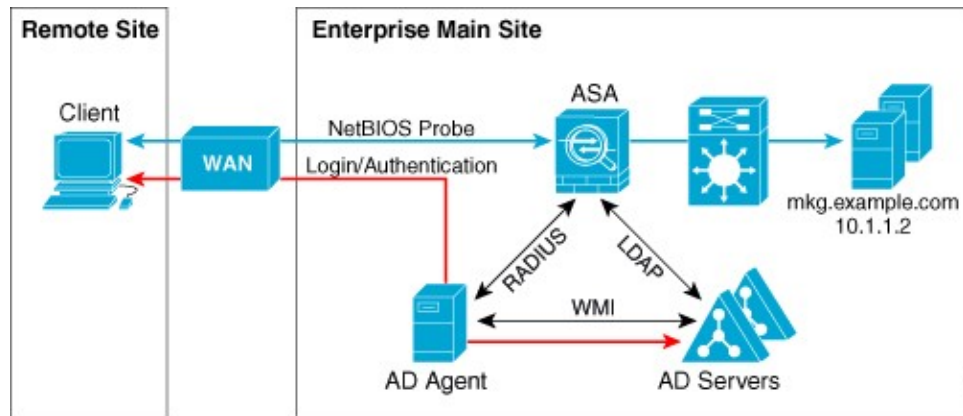 Remote Site
Enterprise Main Site
Client
ASA
NetBIOS Probe
WAN
Login/Authentication
mkg.example.com
10.1.1.2
RADIUS
LDAP
WMI
AD Agent
AD Servers